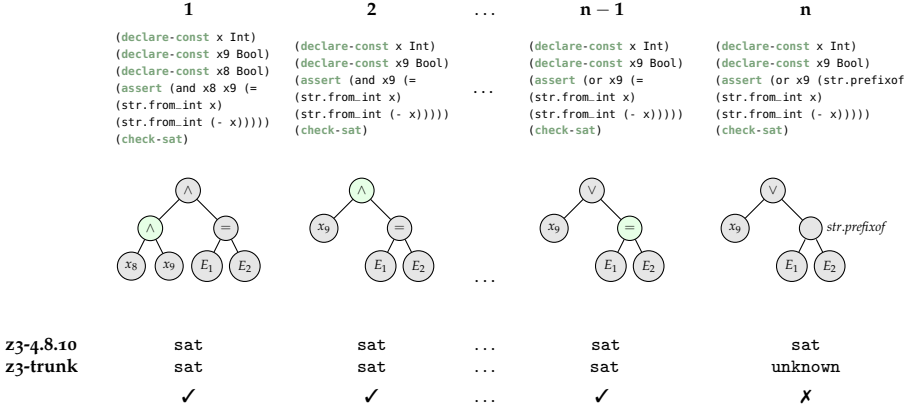 1 2 ... n − 1 n
(declare-const x Int)
(declare-const x9 Bool)
(declare-const x8 Bool)
(assert (and x8 x9 (=
(str.from_int x)
(str.from_int (- x)))))
(check-sat)
(declare-const x Int)
(declare-const x9 Bool)
(assert (and x9 (=
(str.from_int x)
(str.from_int (- x)))))
(check-sat)
...
(declare-const x Int)
(declare-const x9 Bool)
(assert (or x9 (=
(str.from_int x)
(str.from_int (- x)))))
(check-sat)
(declare-const x Int)
(declare-const x9 Bool)
(assert (or x9 (str.prefixof
(str.from_int x)
(str.from_int (- x)))))
(check-sat)
∧
∧ =
x8 x9 E1 E2
∧
x9 =
E1 E2
...
∨
x9 =
E1 E2
∨
x9 str.prefixof
E1 E2
z3-4.8.10 sat sat ... sat sat
z3-trunk sat sat ... sat unknown
✓ ✓ ... ✓ ✗